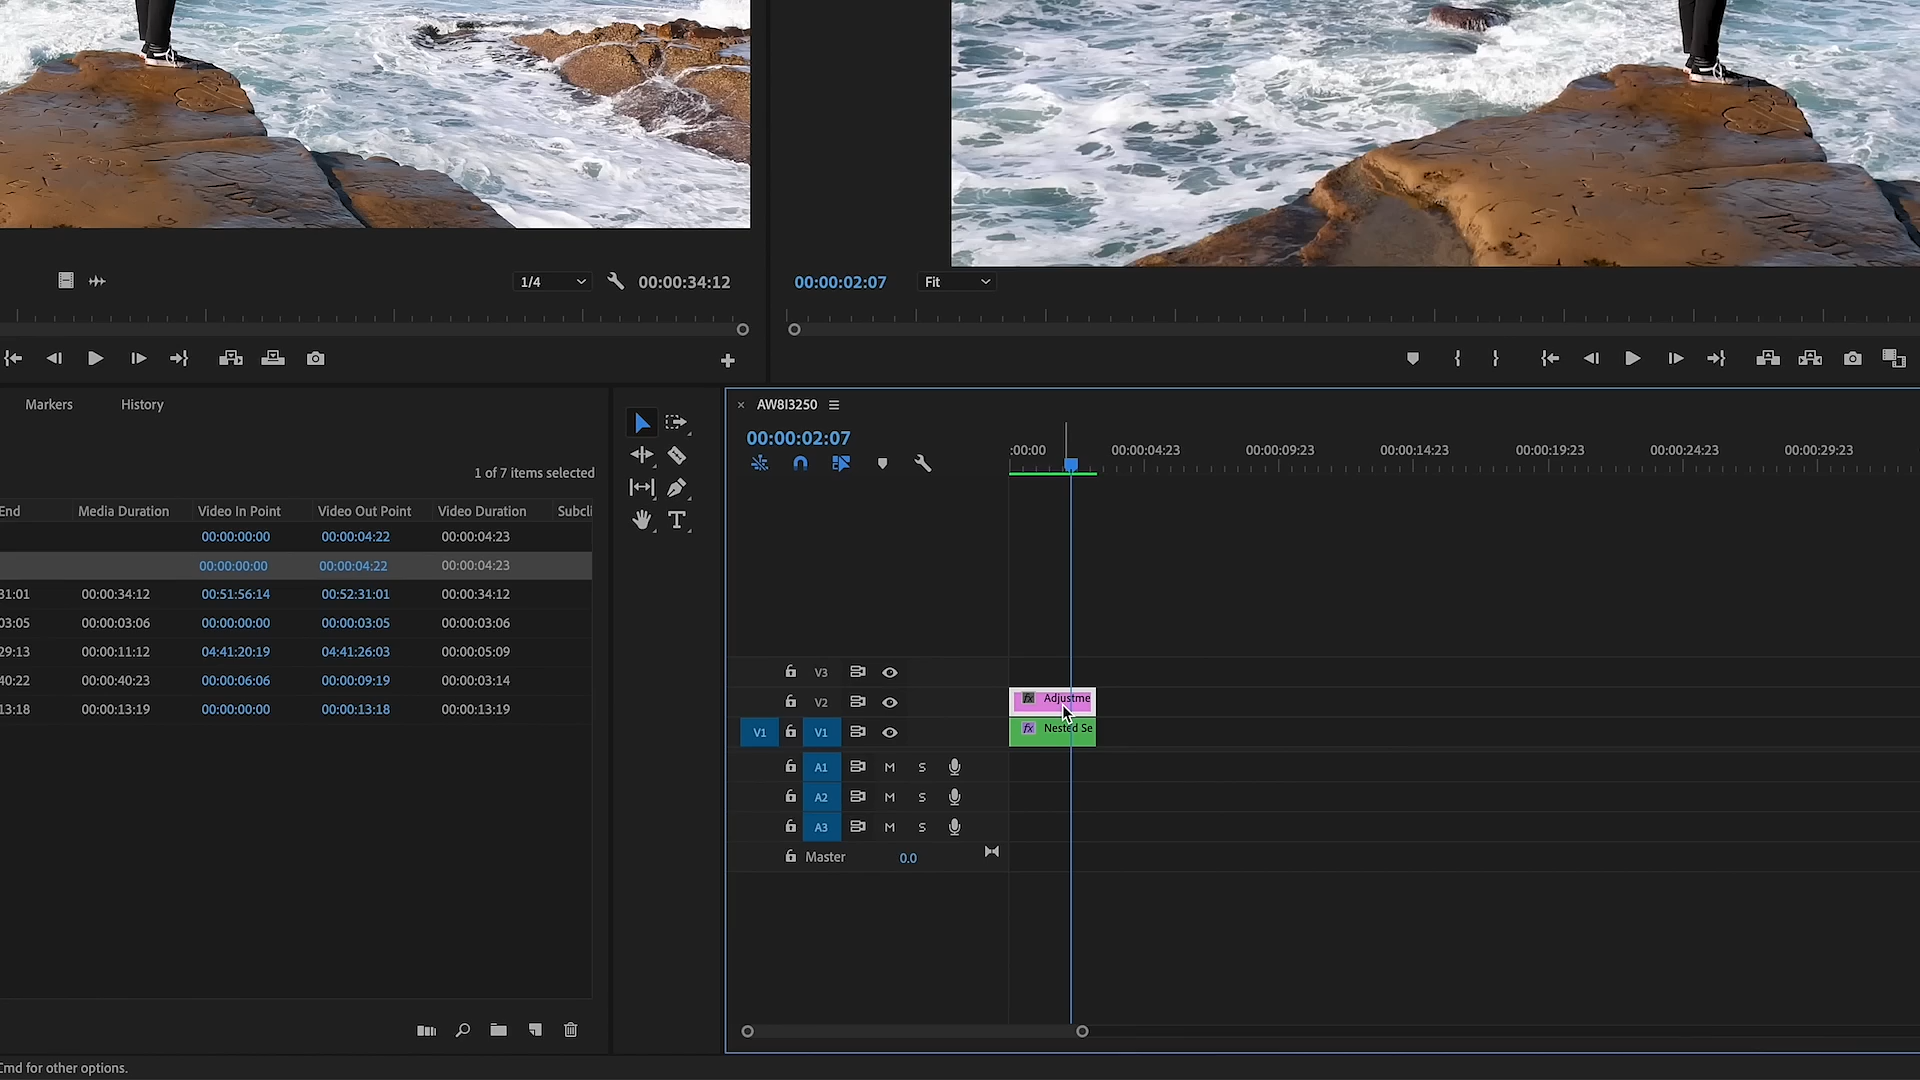 1/4
00:00:34:12
00:00:02:07
Fit
Markers
History
1 of 7 items selected
End
Media Duration
Video In Point
Video Out Point
Video Duration
Subcli
00:00:00:00
00:00:04:22
00:00:04:23
00:00:00:00
00:00:04:22
00:00:04:23
31:01
00:00:34:12
00:51:56:14
00:52:31:01
00:00:34:12
03:05
00:00:03:06
00:00:00:00
00:00:03:05
00:00:03:06
29:13
00:00:11:12
04:41:20:19
04:41:26:03
00:00:05:09
40:22
00:00:40:23
00:00:06:06
00:00:09:19
00:00:03:14
13:18
00:00:13:19
00:00:00:00
00:00:13:18
00:00:13:19
AW8I3250
00:00:02:07
:00:00
00:00:04:23
00:00:09:23
00:00:14:23
00:00:19:23
00:00:24:23
00:00:29:23
V3
V2
fx Adjustme
V1
V1
fx Nested Se
A1
M
S
A2
M
S
A3
M
S
Master
0.0
Cmd for other options.